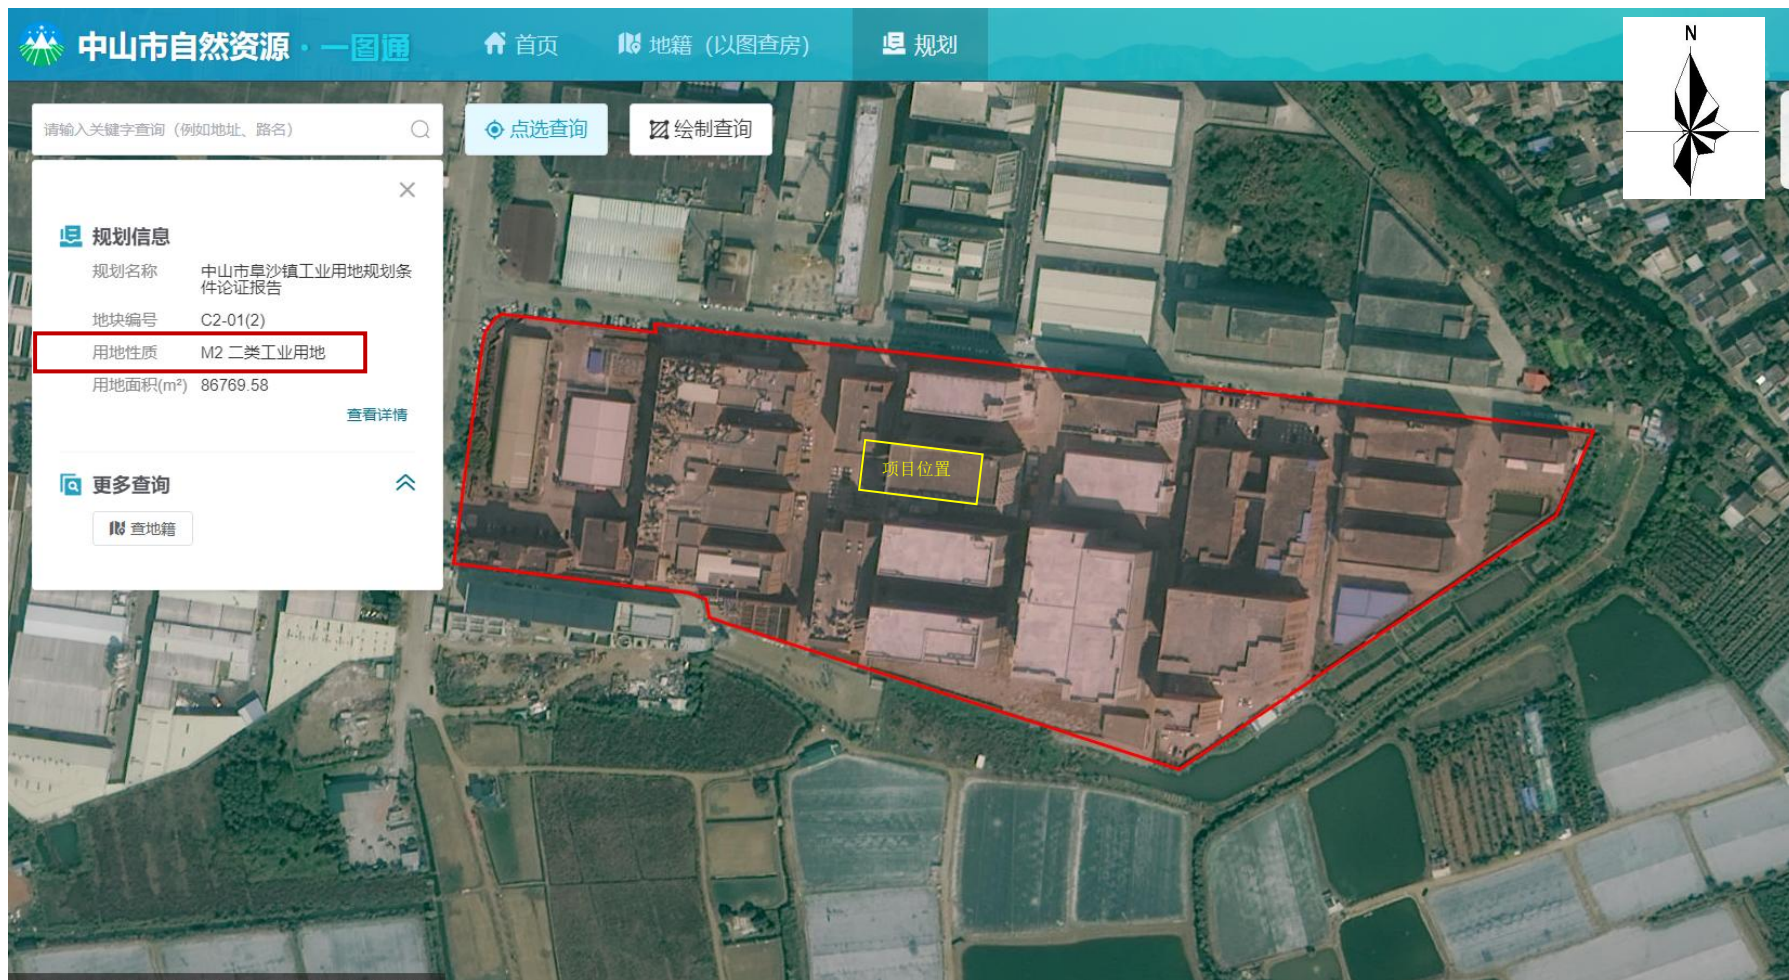 中山市自然资源·一图通
首页
地籍（以图查房）
规划
N
请输入关键字查询（例如地址、路名）
点选查询
绘制查询
规划信息
规划名称 中山市阜沙镇工业用地规划条
件论证报告
地块编号 C2-01(2)
用地性质 M2 二类工业用地
用地面积(m²) 86769.58
查看详情
更多查询
查地籍
项目位置